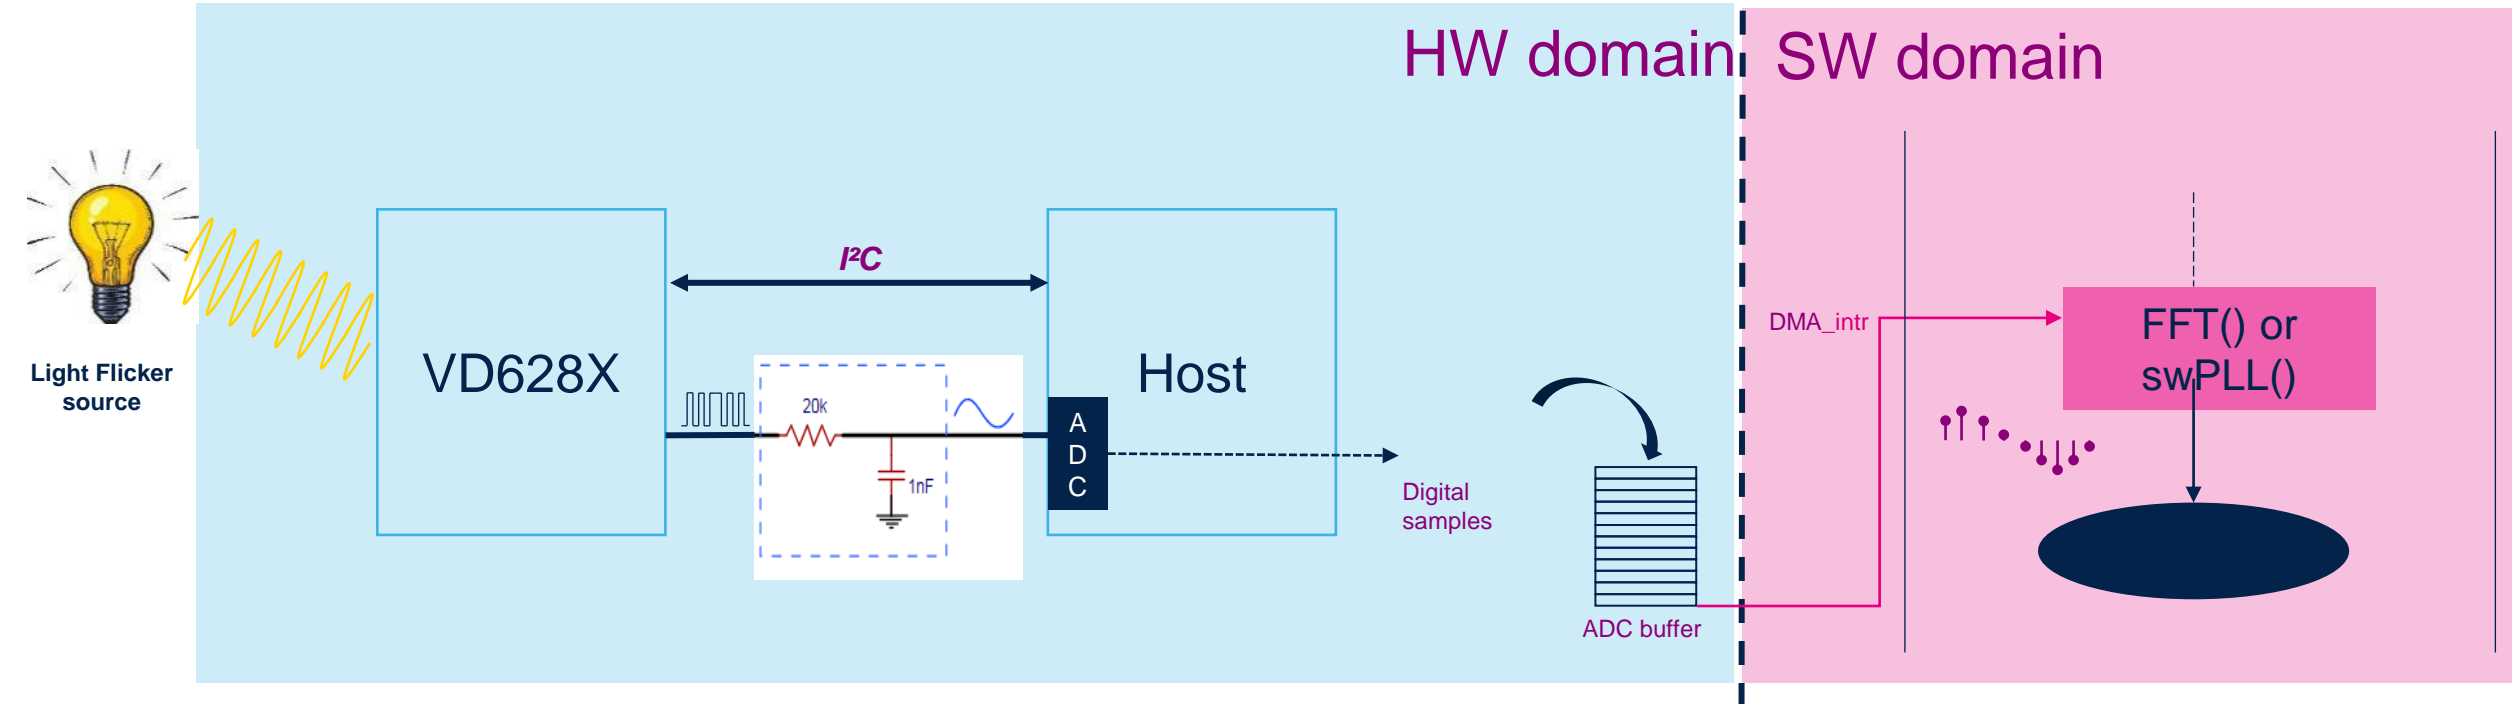 HW domain
SW domain
I²C
DMA_intr
FFT() or
swPLL()
VD628X
Host
Light Flicker
source
20k
1nF
A
D
C
Digital
samples
ADC buffer